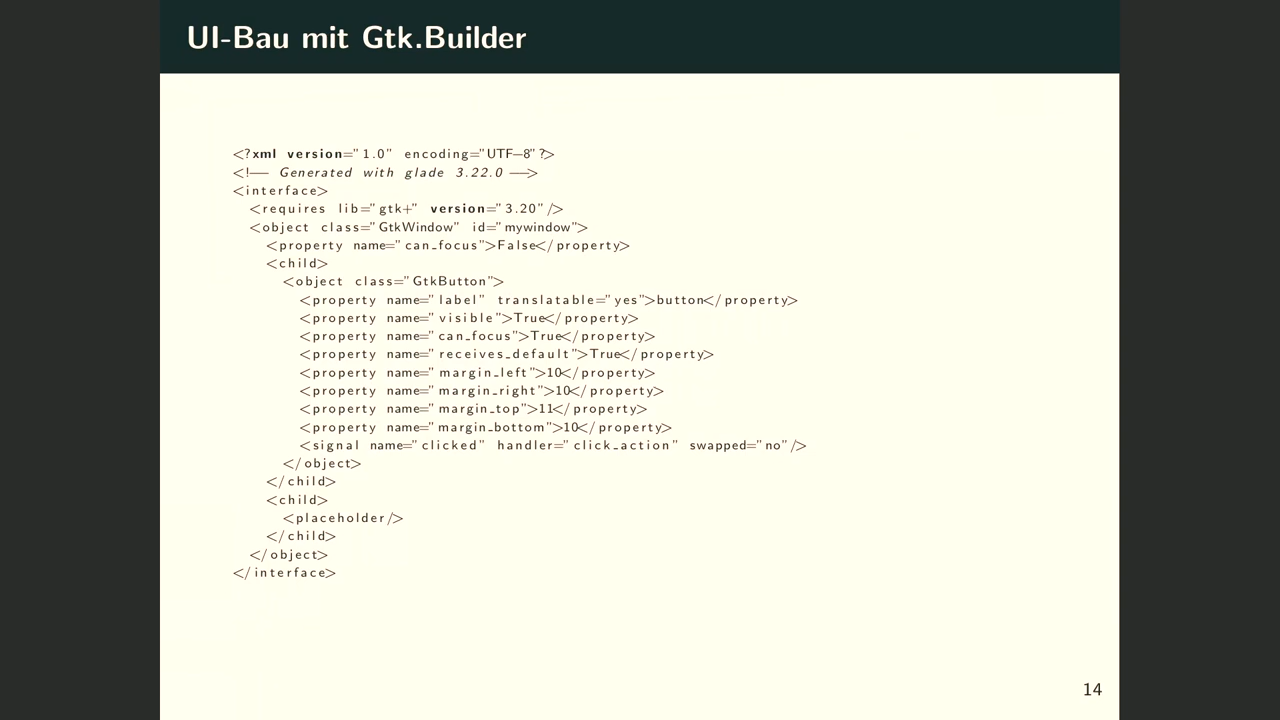 UI-Bau mit Gtk.Builder
<?xml version="1.0" encoding="UTF-8"?>
<!-- Generated with glade 3.22.0 -->
<interface>
<requires lib="gtk+" version="3.20"/>
<object class="GtkWindow" id="mywindow">
<property name="can_focus">False</property>
<child>
<object class="GtkButton">
<property name="label" translatable="yes">button</property>
<property name="visible">True</property>
<property name="can_focus">True</property>
<property name="receives_default">True</property>
<property name="margin_left">10</property>
<property name="margin_right">10</property>
<property name="margin_top">11</property>
<property name="margin_bottom">10</property>
<signal name="clicked" handler="click_action" swapped="no"/>
</object>
</child>
<child>
<placeholder/>
</child>
</object>
</interface>
14